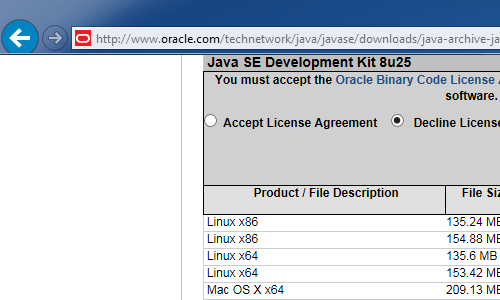 http://www.oracle.com/technetwork/java/javase/downloads/java-archive-ja
Java SE Development Kit 8u25
You must accept the Oracle Binary Code License
software.
Accept License Agreement Decline License
Product / File Description File Siz
Linux x86 135.24 MB
Linux x86 154.88 MB
Linux x64 135.6 MB
Linux x64 153.42 MB
Mac OS X x64 209.13 MB